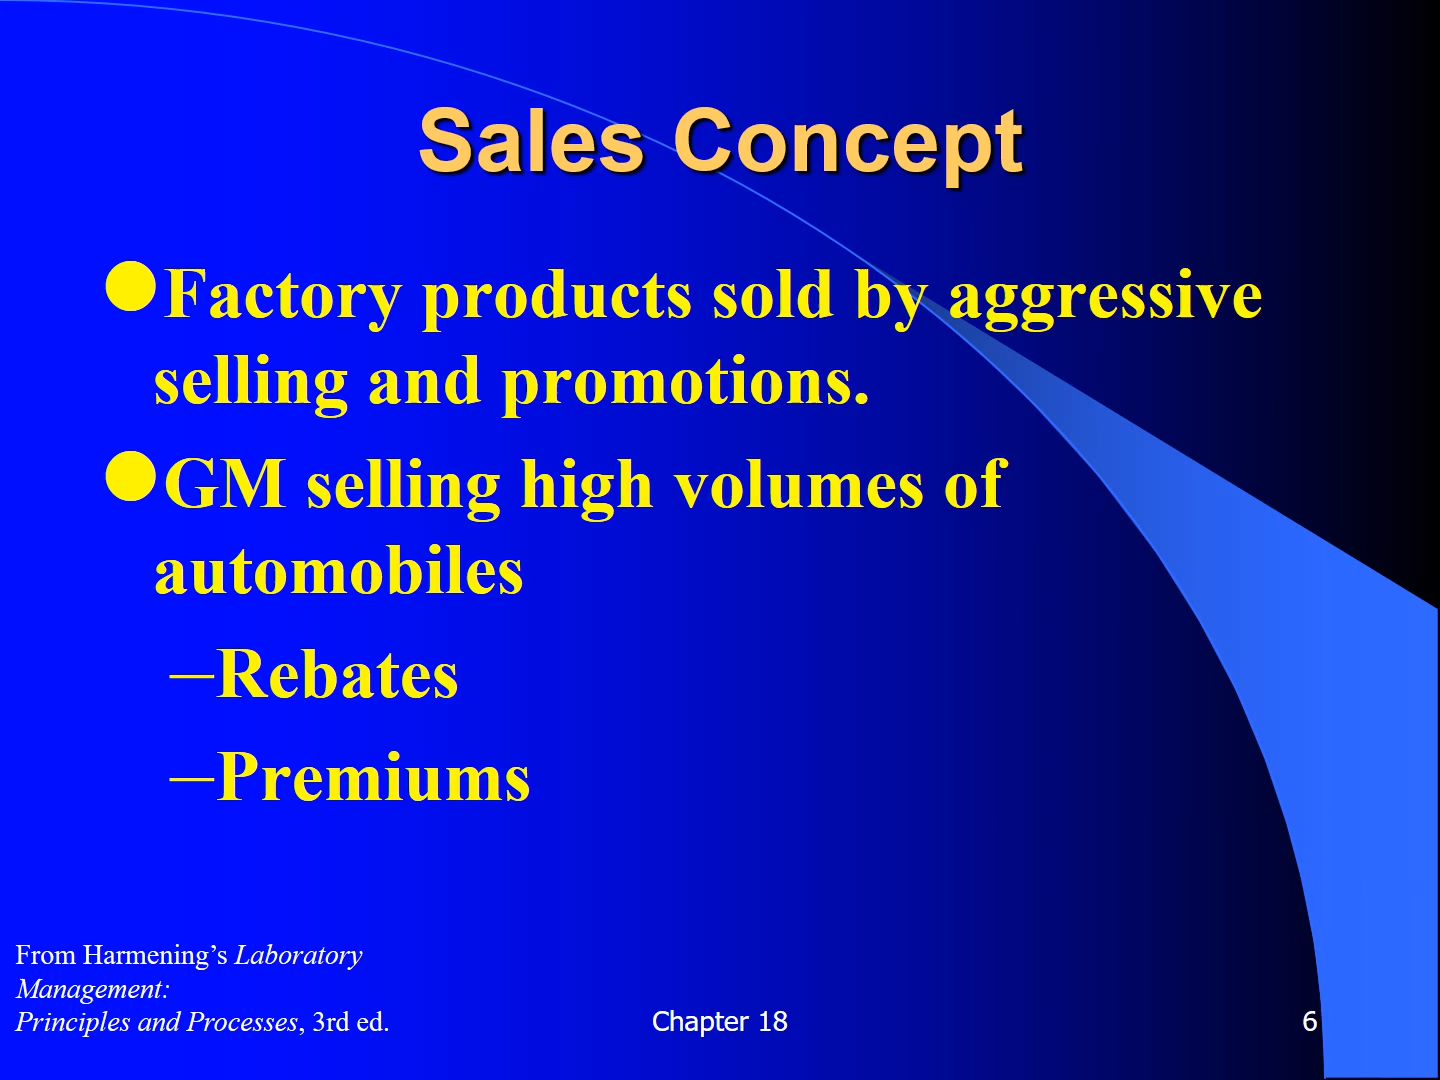 Sales Concept
●Factory products sold by aggressive
selling and promotions.
●GM selling high volumes of
automobiles
–Rebates
–Premiums
From Harmening’s Laboratory
Management:
Principles and Processes, 3rd ed.
Chapter 18
6